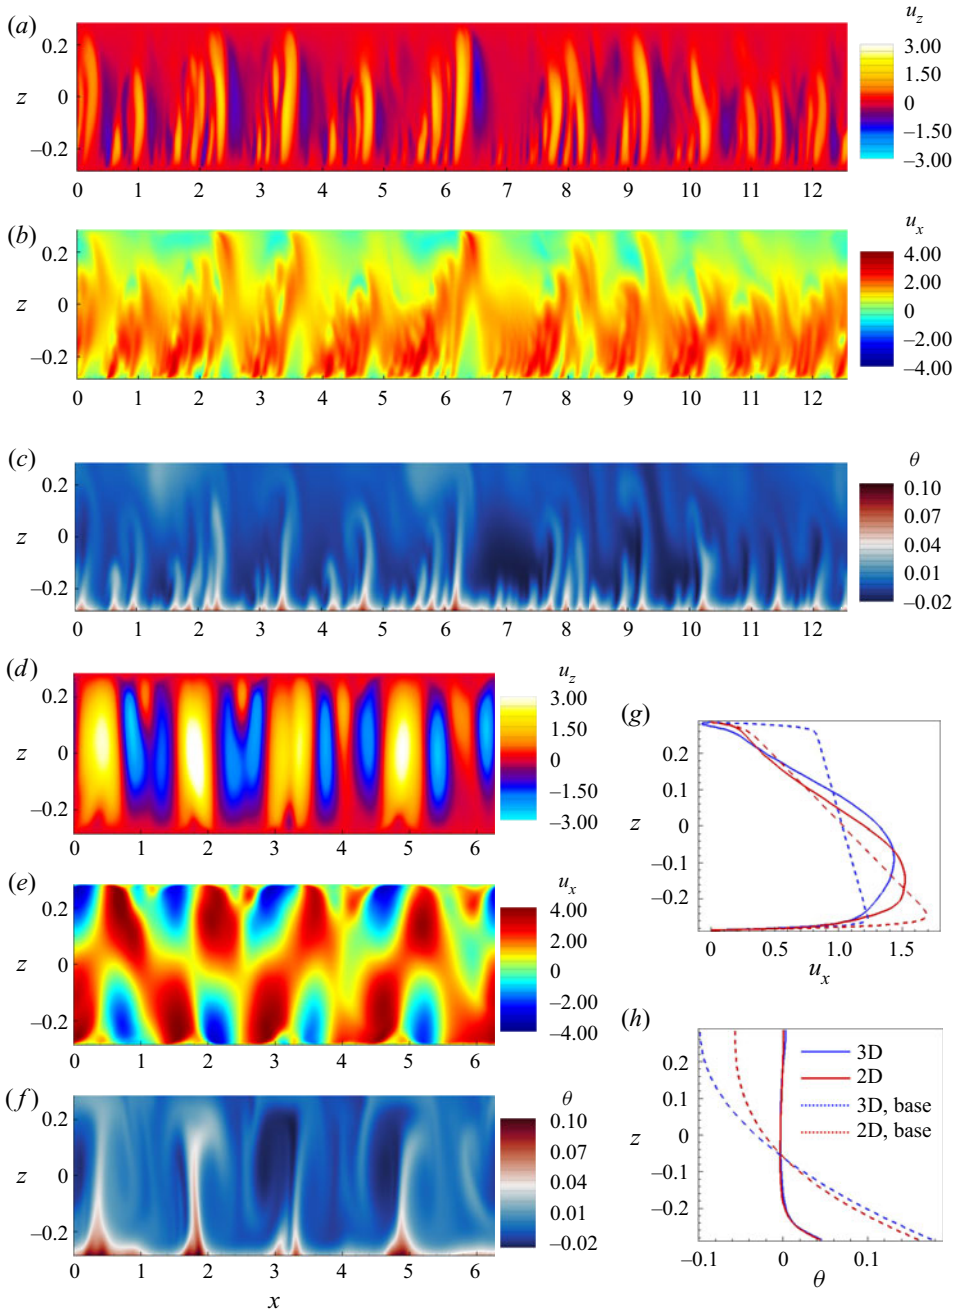 (a)
u_z
0.2
z
0
–0.2
0 1 2 3 4 5 6 7 8 9 10 11 12
3.00
1.50
0
–1.50
–3.00
(b)
u_x
0.2
z
0
–0.2
0 1 2 3 4 5 6 7 8 9 10 11 12
4.00
2.00
0
–2.00
–4.00
(c)
θ
0.2
z
0
–0.2
0 1 2 3 4 5 6 7 8 9 10 11 12
0.10
0.07
0.04
0.01
–0.02
(d)
u_z
0.2
z
0
–0.2
0 1 2 3 4 5 6
3.00
1.50
0
–1.50
–3.00
(e)
u_x
0.2
z
0
–0.2
0 1 2 3 4 5 6
4.00
2.00
0
–2.00
–4.00
(f)
θ
0.2
z
0
–0.2
0 1 2 3 4 5 6
x
0.10
0.07
0.04
0.01
–0.02
(g)
0.2
0.1
z
0
–0.1
–0.2
0 0.5 1.0 1.5
u_x
(h)
3D
2D
3D, base
2D, base
0.2
0.1
z
0
–0.1
–0.2
–0.1 0 0.1
θ